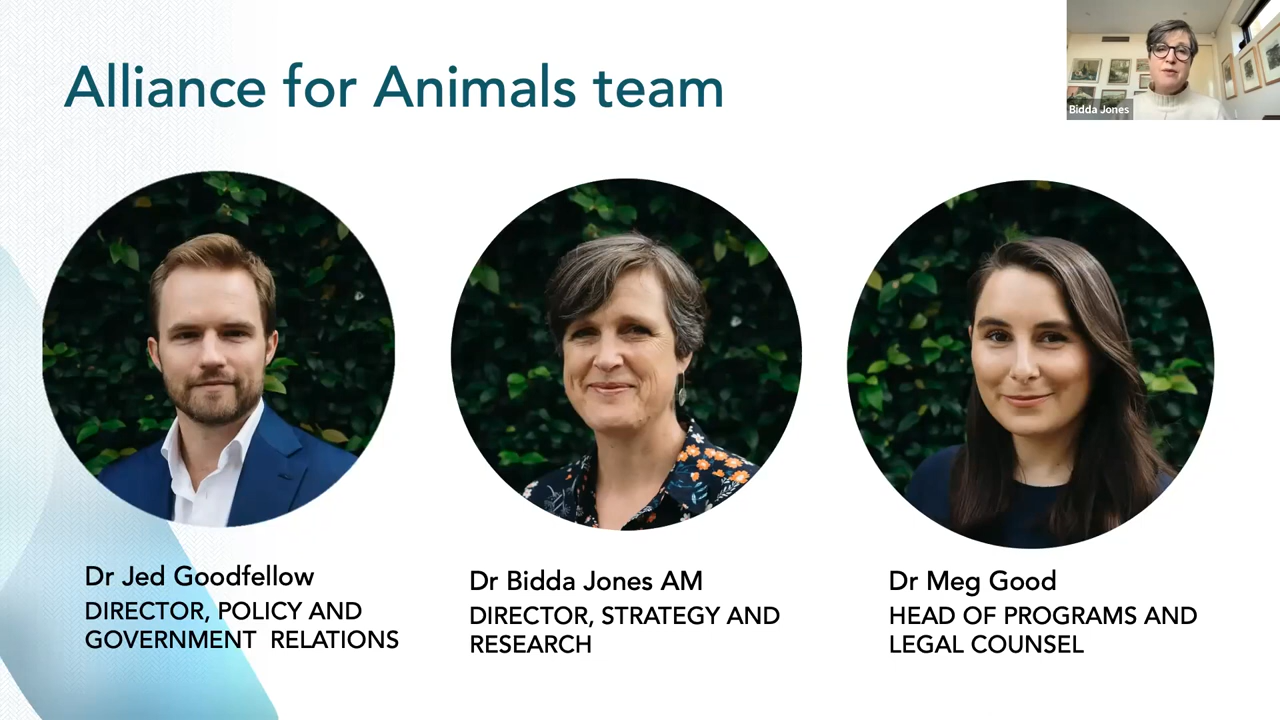 Alliance for Animals team
Bidda Jones
Dr Jed Goodfellow
DIRECTOR, POLICY AND
GOVERNMENT RELATIONS
Dr Bidda Jones AM
DIRECTOR, STRATEGY AND
RESEARCH
Dr Meg Good
HEAD OF PROGRAMS AND
LEGAL COUNSEL